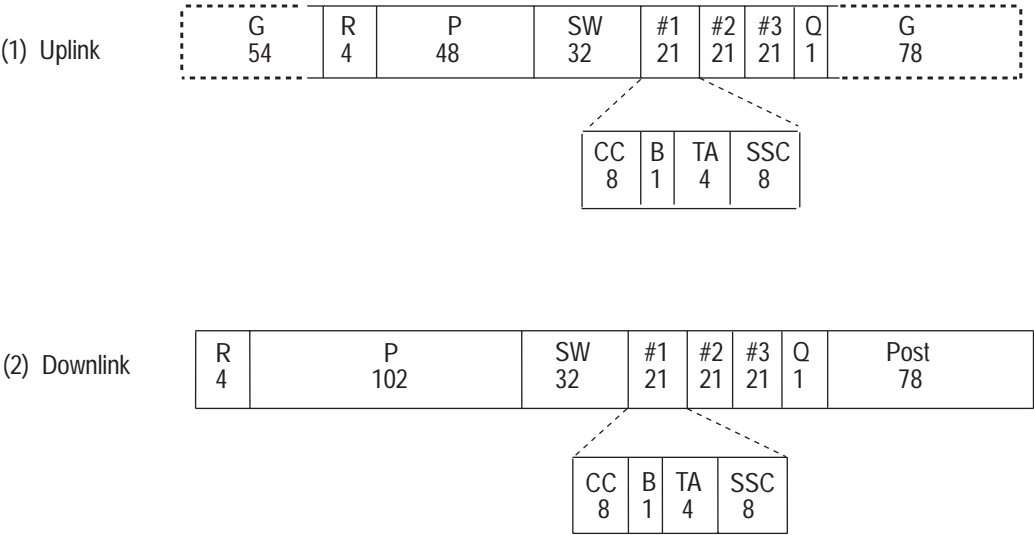 (1) Uplink
G R P SW #1 #2 #3 Q G
54 4 48 32 21 21 21 1 78
CC B TA SSC
8 1 4 8
(2) Downlink
R P SW #1 #2 #3 Q Post
4 102 32 21 21 21 1 78
CC B TA SSC
8 1 4 8